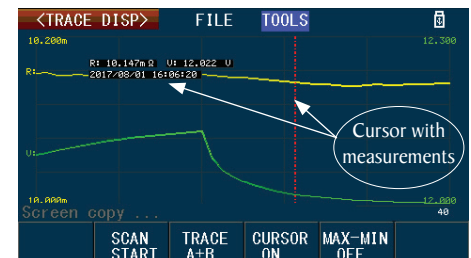 <TRACE DISP> FILE TOOLS
10.200m 12.300
R: 10.147mΩ U: 12.022 U
R:
2017/08/01 16:06:20
Cursor with
measurements
U:
10.000m 12.000
Screen copy ... 40
SCAN TRACE CURSOR MAX-MIN
START A+B ON OFF